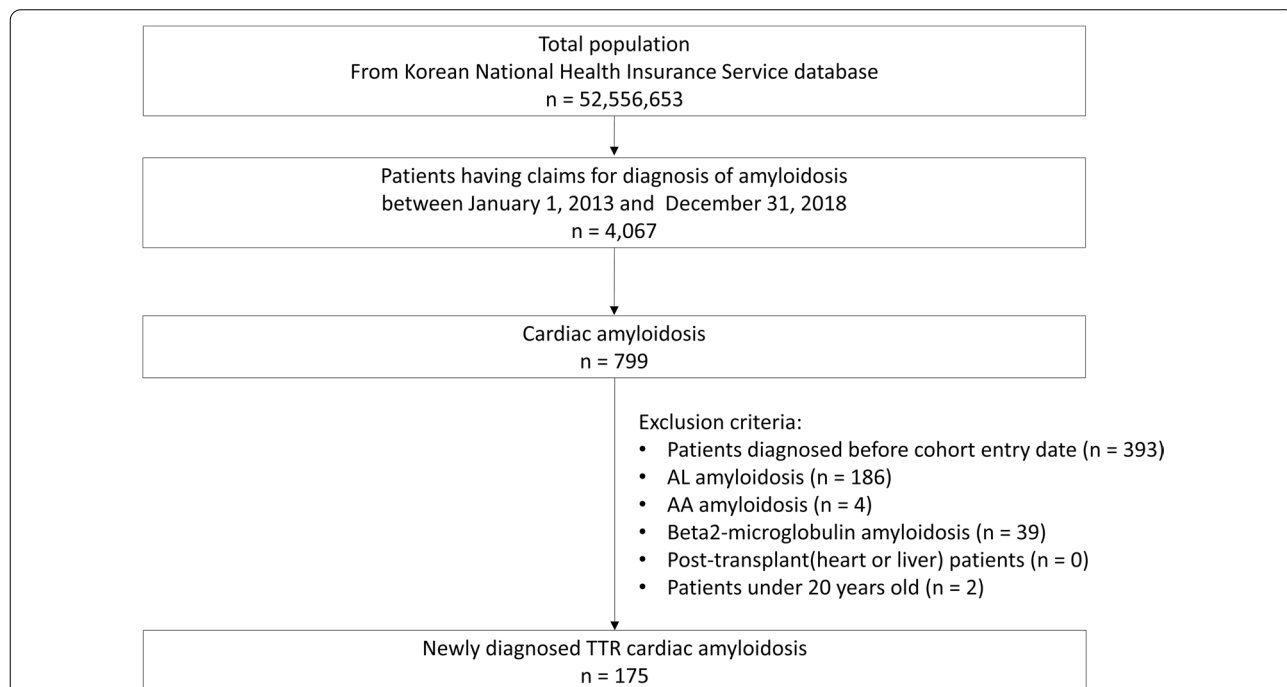 Total population
From Korean National Health Insurance Service database
n = 52,556,653
Patients having claims for diagnosis of amyloidosis
between January 1, 2013 and December 31, 2018
n = 4,067
Cardiac amyloidosis
n = 799
Exclusion criteria:
• Patients diagnosed before cohort entry date (n = 393)
• AL amyloidosis (n = 186)
• AA amyloidosis (n = 4)
• Beta2-microglobulin amyloidosis (n = 39)
• Post-transplant(heart or liver) patients (n = 0)
• Patients under 20 years old (n = 2)
Newly diagnosed TTR cardiac amyloidosis
n = 175